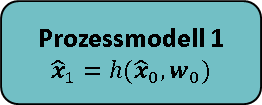 Prozessmodell 1
x̂₁ = h(x̂₀, w₀)